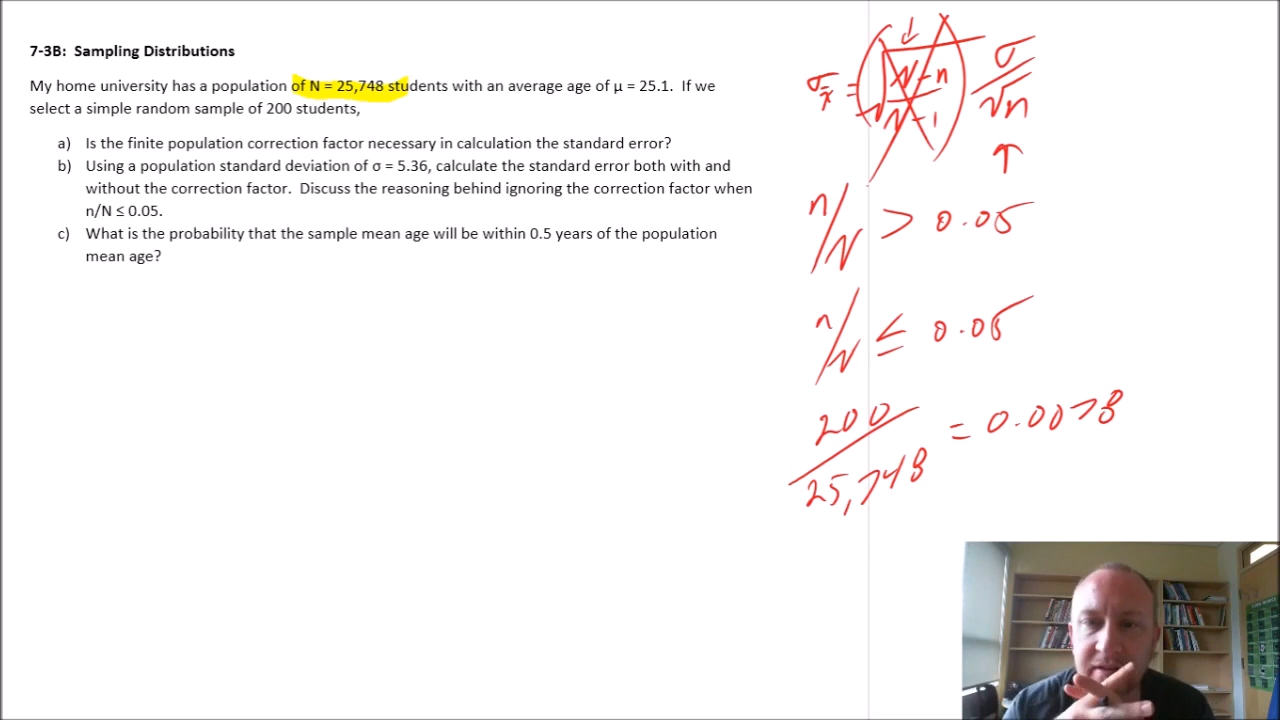 7-3B: Sampling Distributions
My home university has a population of N = 25,748 students with an average age of µ = 25.1. If we
select a simple random sample of 200 students,
a) Is the finite population correction factor necessary in calculation the standard error?
b) Using a population standard deviation of σ = 5.36, calculate the standard error both with and
without the correction factor. Discuss the reasoning behind ignoring the correction factor when
n/N ≤ 0.05.
c) What is the probability that the sample mean age will be within 0.5 years of the population
mean age?
σx̄ = (√(N-n)/(N-1)) σ/√n
n/N > 0.05
n/N ≤ 0.05
200/25,748 = 0.0078